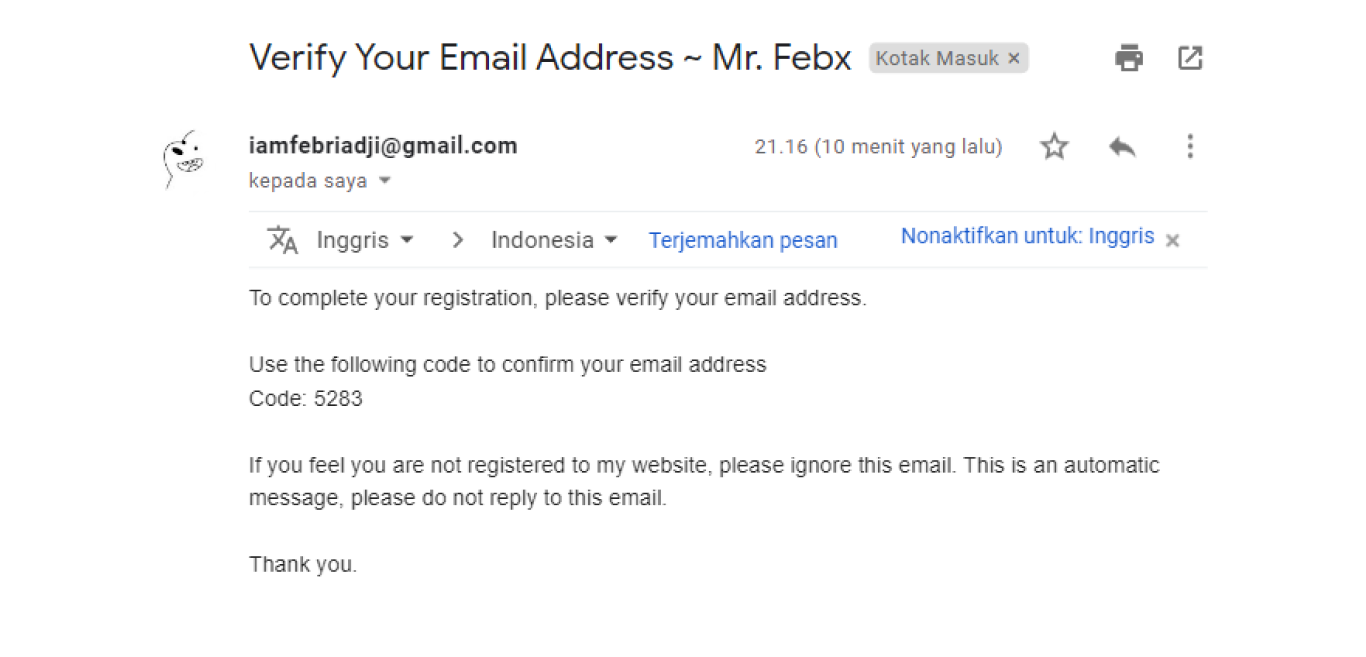 Verify Your Email Address ~ Mr. Febx Kotak Masuk ×
iamfebriadji@gmail.com 21.16 (10 menit yang lalu)
kepada saya
Inggris > Indonesia Terjemahkan pesan Nonaktifkan untuk: Inggris ×
To complete your registration, please verify your email address.
Use the following code to confirm your email address
Code: 5283
If you feel you are not registered to my website, please ignore this email. This is an automatic
message, please do not reply to this email.
Thank you.